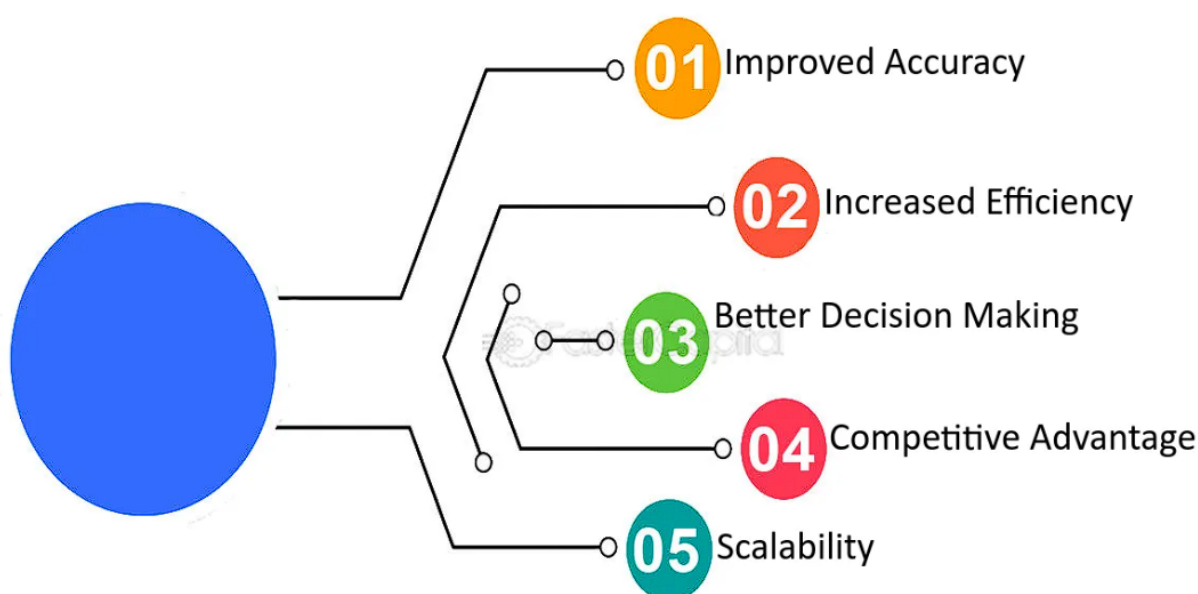 01 Improved Accuracy
02 Increased Efficiency
03 Better Decision Making
04 Competitive Advantage
05 Scalability